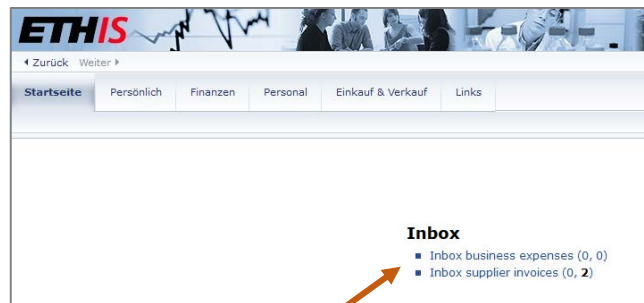 ETHIS
Zurück Weiter
Startseite Persönlich Finanzen Personal Einkauf & Verkauf Links
Inbox
Inbox business expenses (0, 0)
Inbox supplier invoices (0, 2)